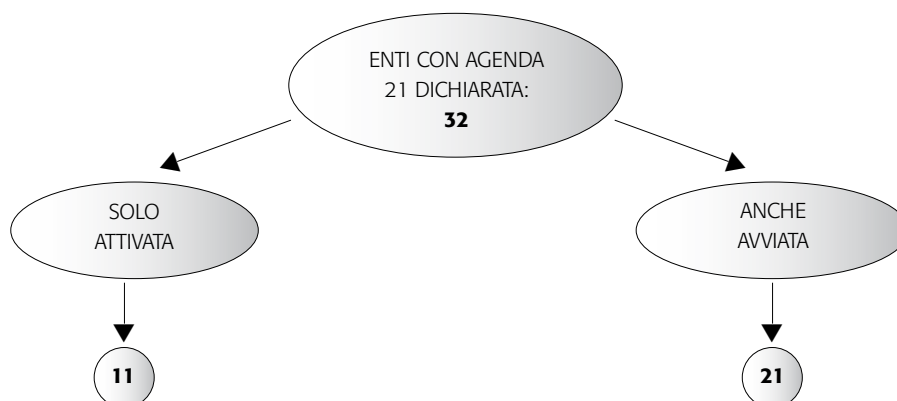 ENTI CON AGENDA
21 DICHIARATA:
32
SOLO
ATTIVATA
ANCHE
AVVIATA
11
21